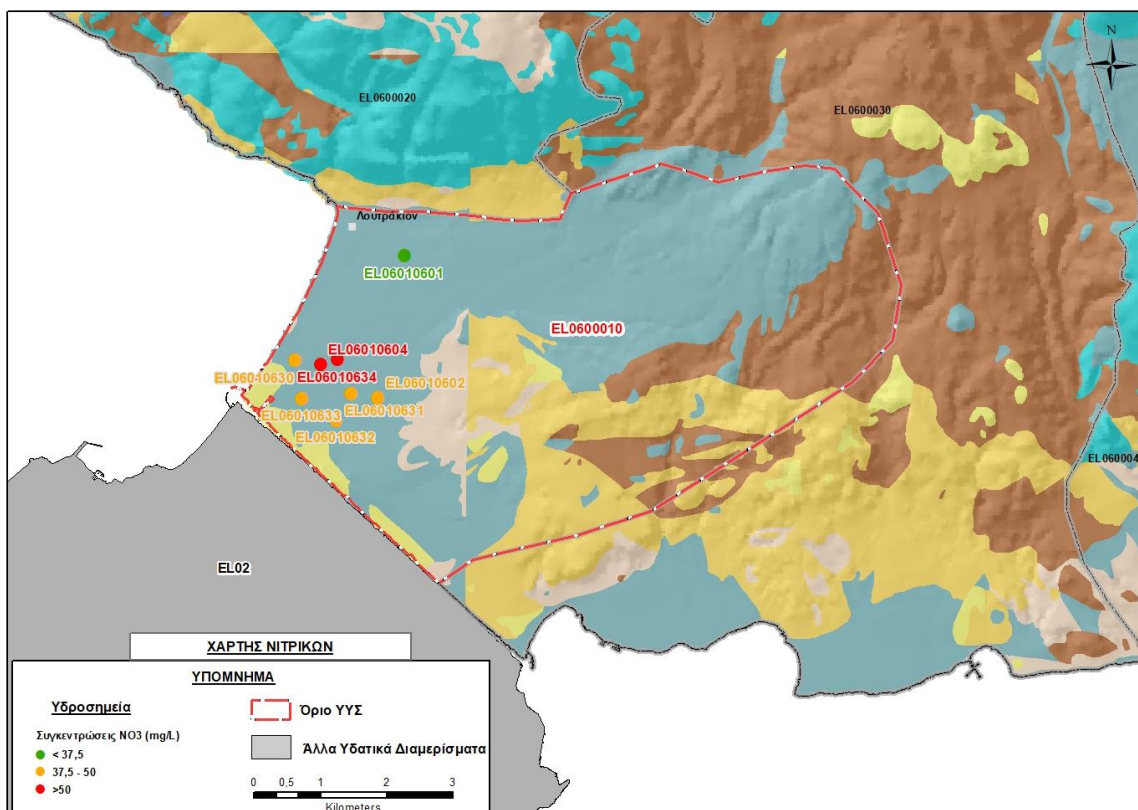 N
EL0600020
EL0600030
Λουτράκιον
EL06010601
EL0600010
EL06010604
EL06010630
EL06010634
EL06010602
EL06010633
EL06010631
EL06010632
EL060004
EL02
ΧΑΡΤΗΣ ΝΙΤΡΙΚΩΝ
ΥΠΟΜΝΗΜΑ
Υδροσημεία
Όριο ΥΥΣ
Συγκεντρώσεις NO3 (mg/L)
< 37,5
Άλλα Υδατικά Διαμερίσματα
37,5 - 50
>50
0 0,5 1 2 3
Kilometers